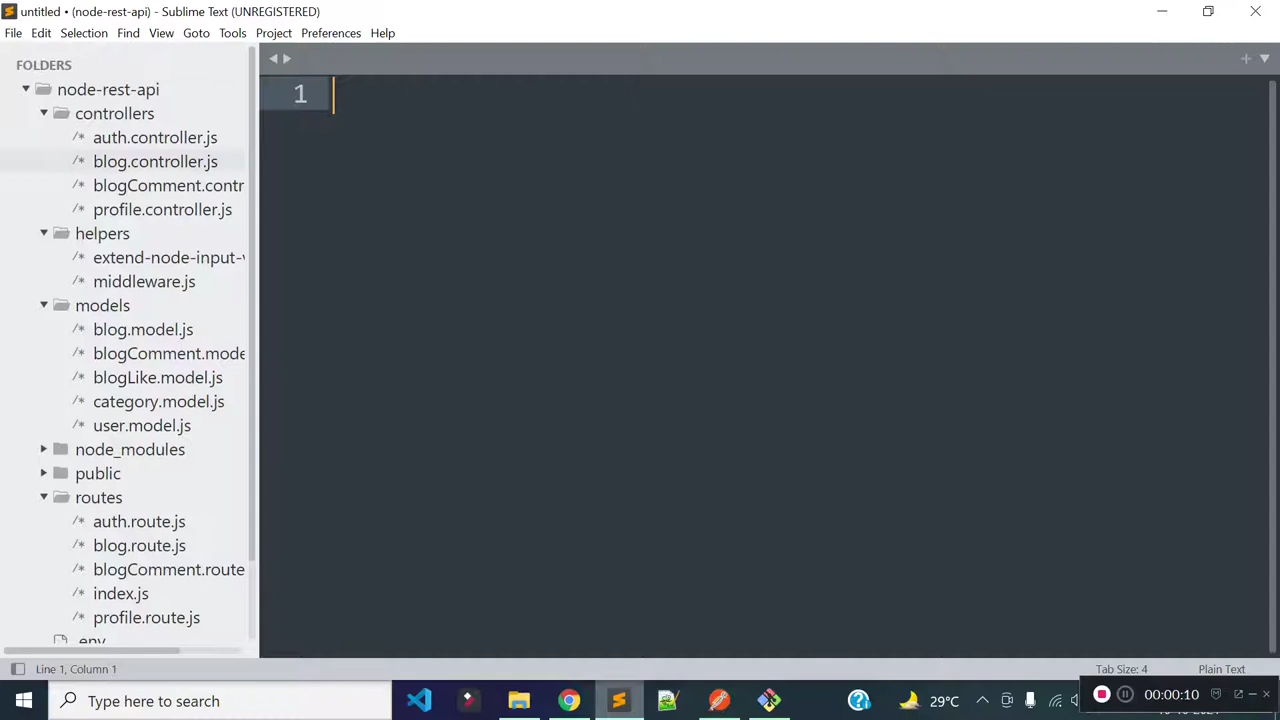 untitled • (node-rest-api) - Sublime Text (UNREGISTERED)
File Edit Selection Find View Goto Tools Project Preferences Help
FOLDERS
node-rest-api
controllers
/* auth.controller.js
/* blog.controller.js
/* blogComment.contr
/* profile.controller.js
helpers
/* extend-node-input-v
/* middleware.js
models
/* blog.model.js
/* blogComment.mode
/* blogLike.model.js
/* category.model.js
/* user.model.js
node_modules
public
routes
/* auth.route.js
/* blog.route.js
/* blogComment.route
/* index.js
/* profile.route.js
.env
1
Line 1, Column 1
Tab Size: 4
Plain Text
Type here to search
29°C
00:00:10